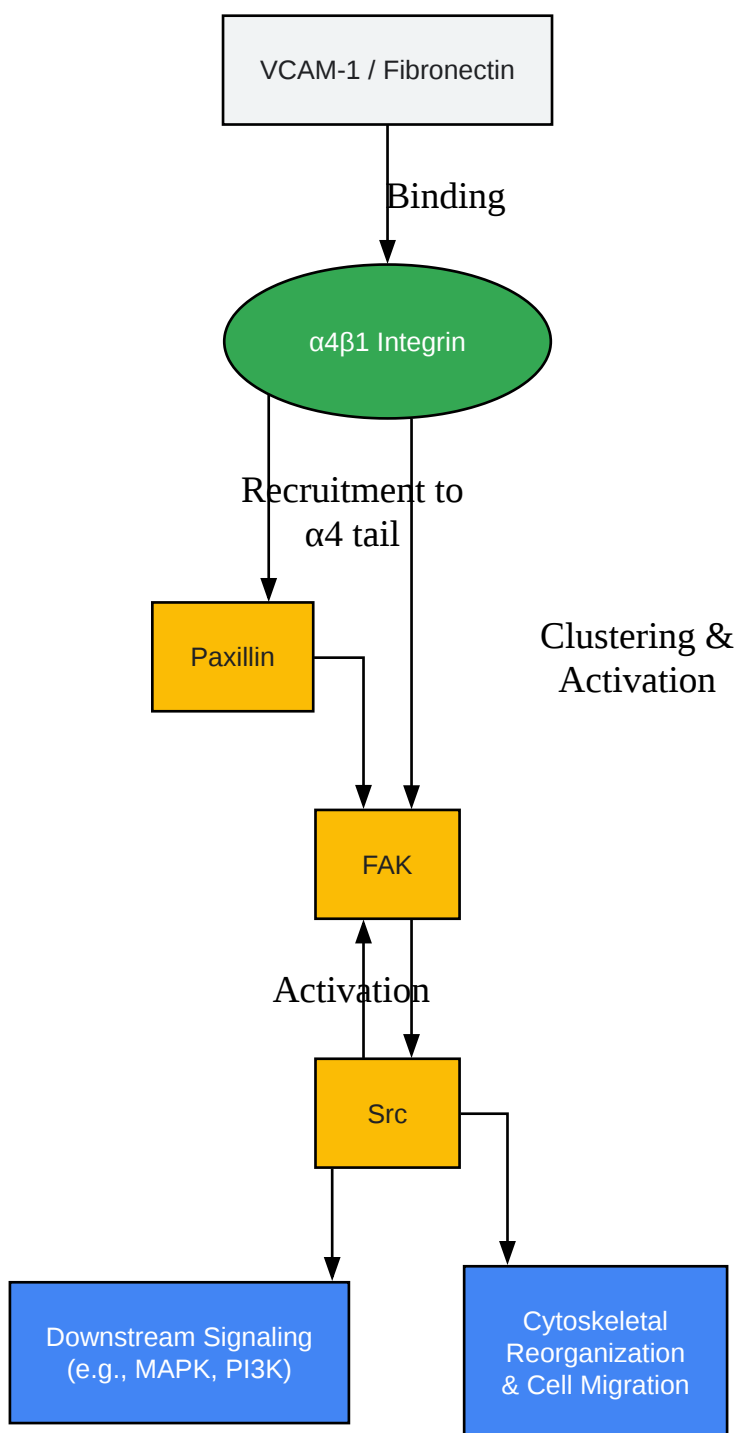 VCAM-1 / Fibronectin
Binding
α4β1 Integrin
Recruitment to
α4 tail
Clustering &
Activation
Paxillin
FAK
Activation
Src
Downstream Signaling
(e.g., MAPK, PI3K)
Cytoskeletal
Reorganization
& Cell Migration